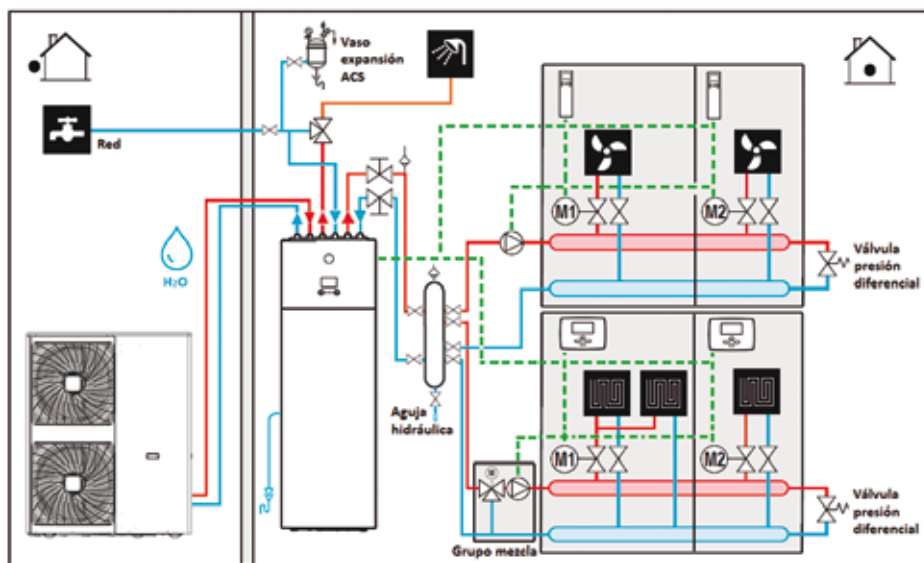 Vaso
expansión
ACS
Red
H₂O
M1
M2
Válvula
presión
diferencial
Aguja
hidráulica
M1
M2
Grupo mezcla
Válvula
presión
diferencial